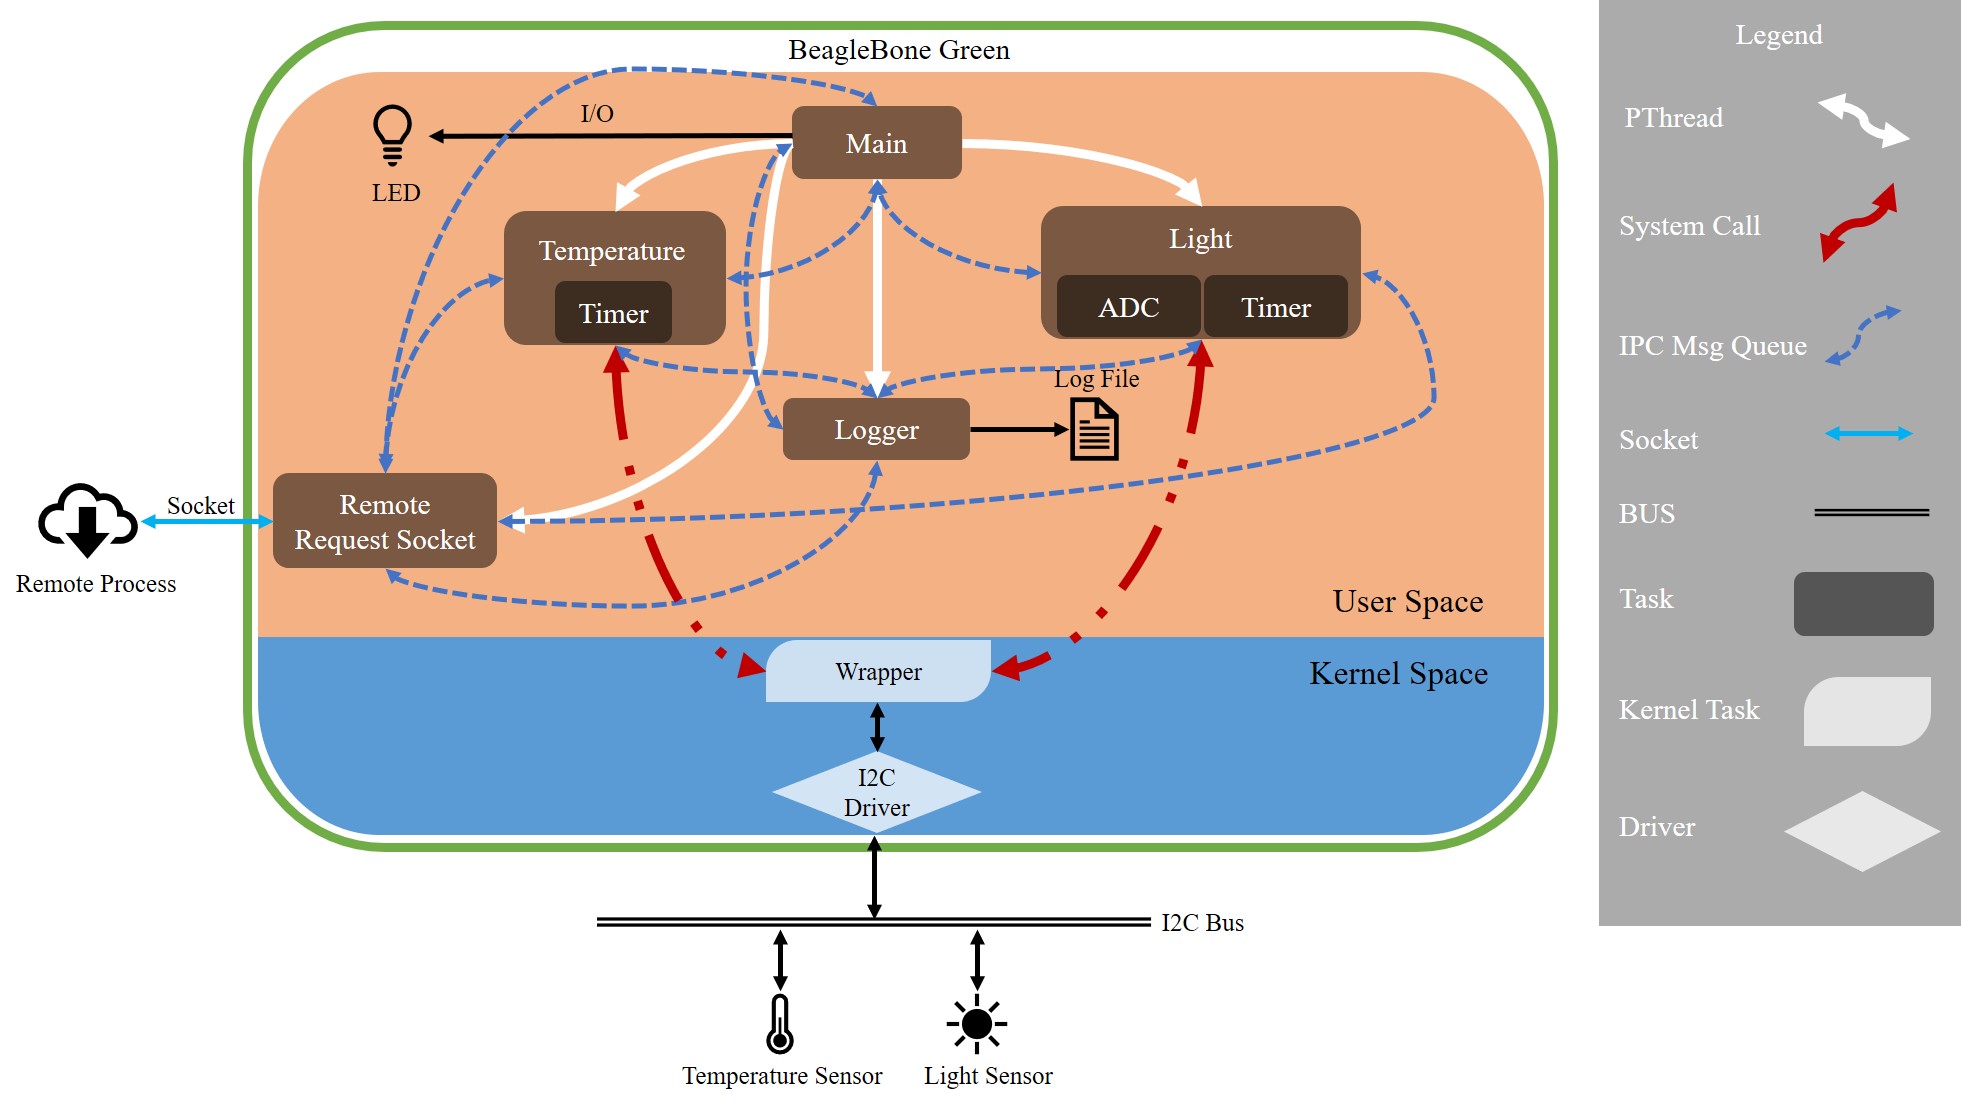 BeagleBone Green
I/O
LED
Main
Temperature
Timer
Light
ADC
Timer
Log File
Logger
Remote
Request Socket
Socket
Remote Process
User Space
Kernel Space
Wrapper
I2C
Driver
I2C Bus
Temperature Sensor
Light Sensor
Legend
PThread
System Call
IPC Msg Queue
Socket
BUS
Task
Kernel Task
Driver